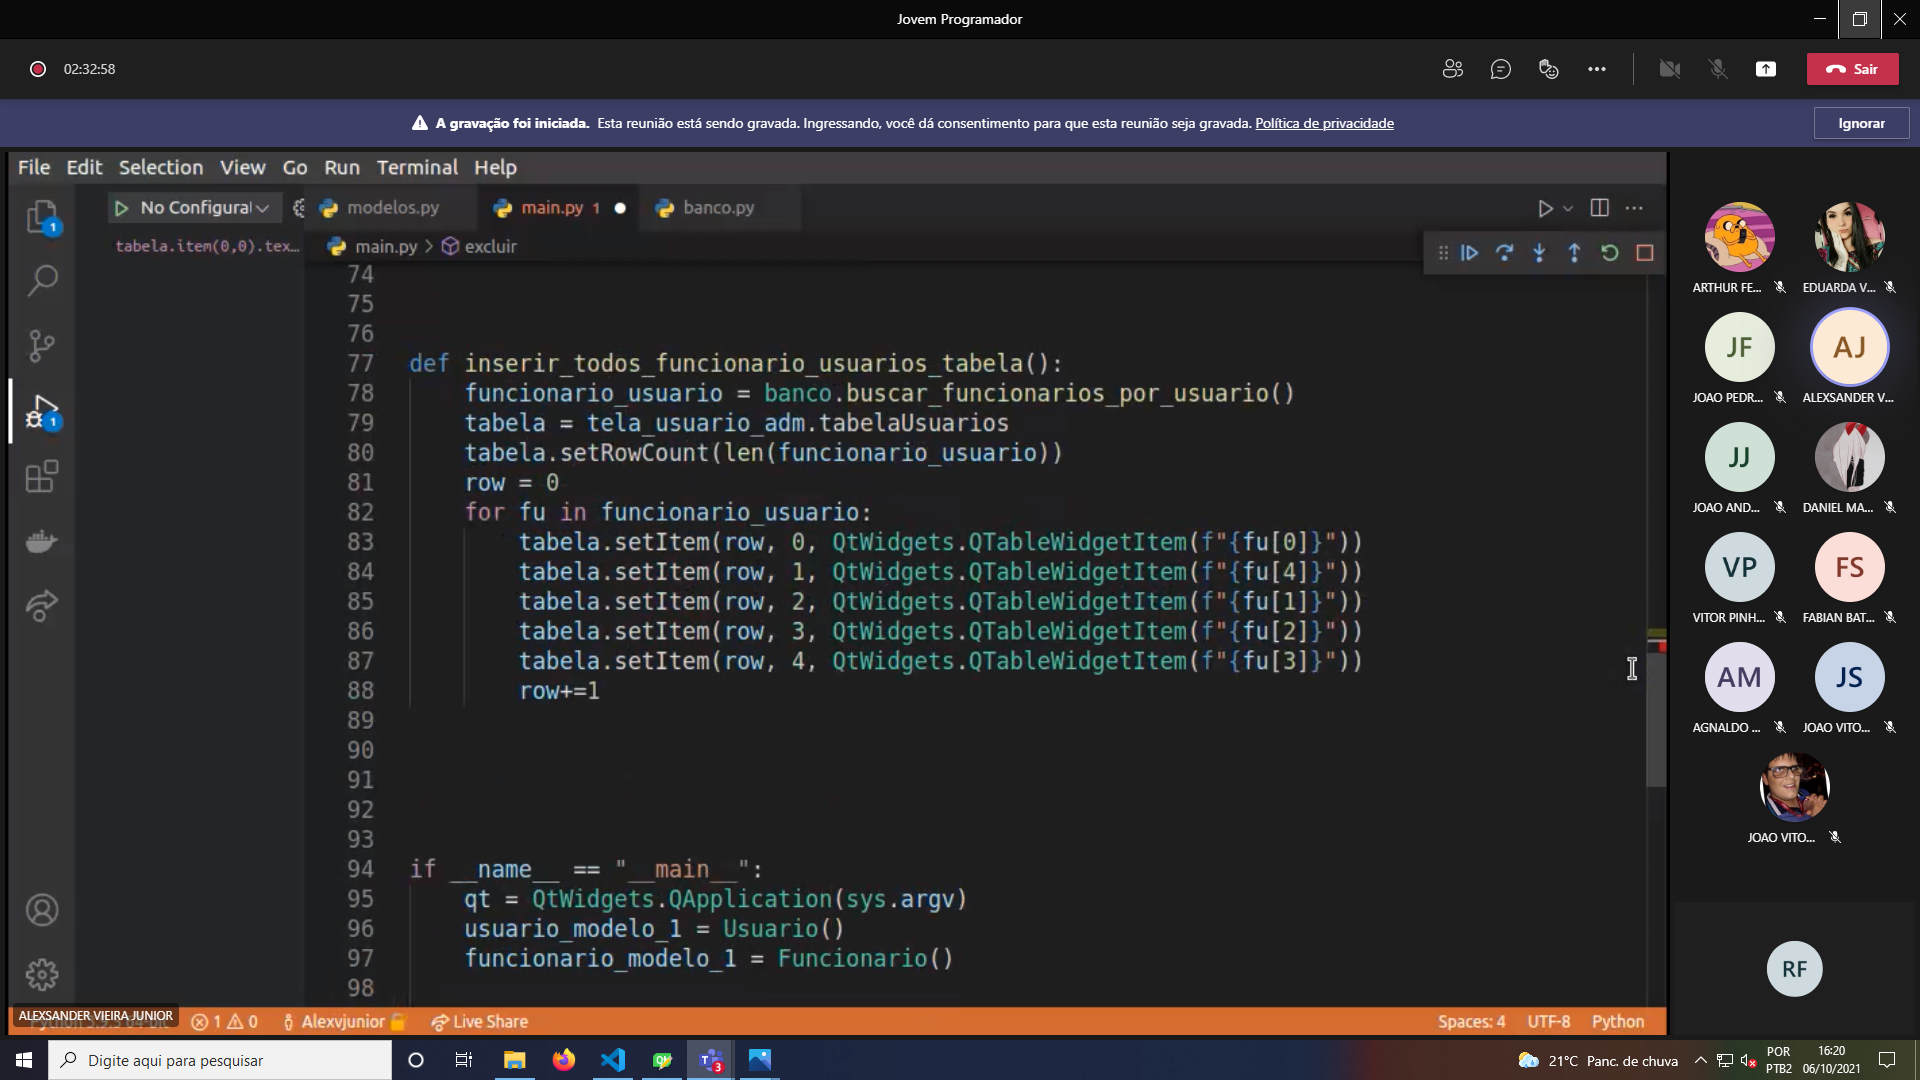 Jovem Programador
02:32:58
Sair
A gravação foi iniciada. Esta reunião está sendo gravada. Ingressando, você dá consentimento para que esta reunião seja gravada. Política de privacidade
Ignorar
File Edit Selection View Go Run Terminal Help
No Configurat
modelos.py
main.py 1
banco.py
tabela.item(0,0).tex...
main.py > excluir
74
75
76
77 def inserir_todos_funcionario_usuarios_tabela():
78 funcionario_usuario = banco.buscar_funcionarios_por_usuario()
79 tabela = tela_usuario_adm.tabelaUsuarios
80 tabela.setRowCount(len(funcionario_usuario))
81 row = 0
82 for fu in funcionario_usuario:
83 tabela.setItem(row, 0, QtWidgets.QTableWidgetItem(f"{fu[0]}"))
84 tabela.setItem(row, 1, QtWidgets.QTableWidgetItem(f"{fu[4]}"))
85 tabela.setItem(row, 2, QtWidgets.QTableWidgetItem(f"{fu[1]}"))
86 tabela.setItem(row, 3, QtWidgets.QTableWidgetItem(f"{fu[2]}"))
87 tabela.setItem(row, 4, QtWidgets.QTableWidgetItem(f"{fu[3]}"))
88 row+=1
89
90
91
92
93
94 if __name__ == "__main__":
95 qt = QtWidgets.QApplication(sys.argv)
96 usuario_modelo_1 = Usuario()
97 funcionario_modelo_1 = Funcionario()
98
1
1
ARTHUR FE...
EDUARDA V...
JF
AJ
JOAO PEDR...
ALEXSANDER V...
JJ
JOAO AND...
DANIEL MA...
VP
FS
VITOR PINH...
FABIAN BAT...
AM
JS
AGNALDO ...
JOAO VITO...
JOAO VITO...
RF
ALEXSANDER VIEIRA JUNIOR
1 0
Alexvjunior
Live Share
Spaces: 4
UTF-8
Python
Digite aqui para pesquisar
3
21°C Panc. de chuva
POR
PTB2
16:20
06/10/2021